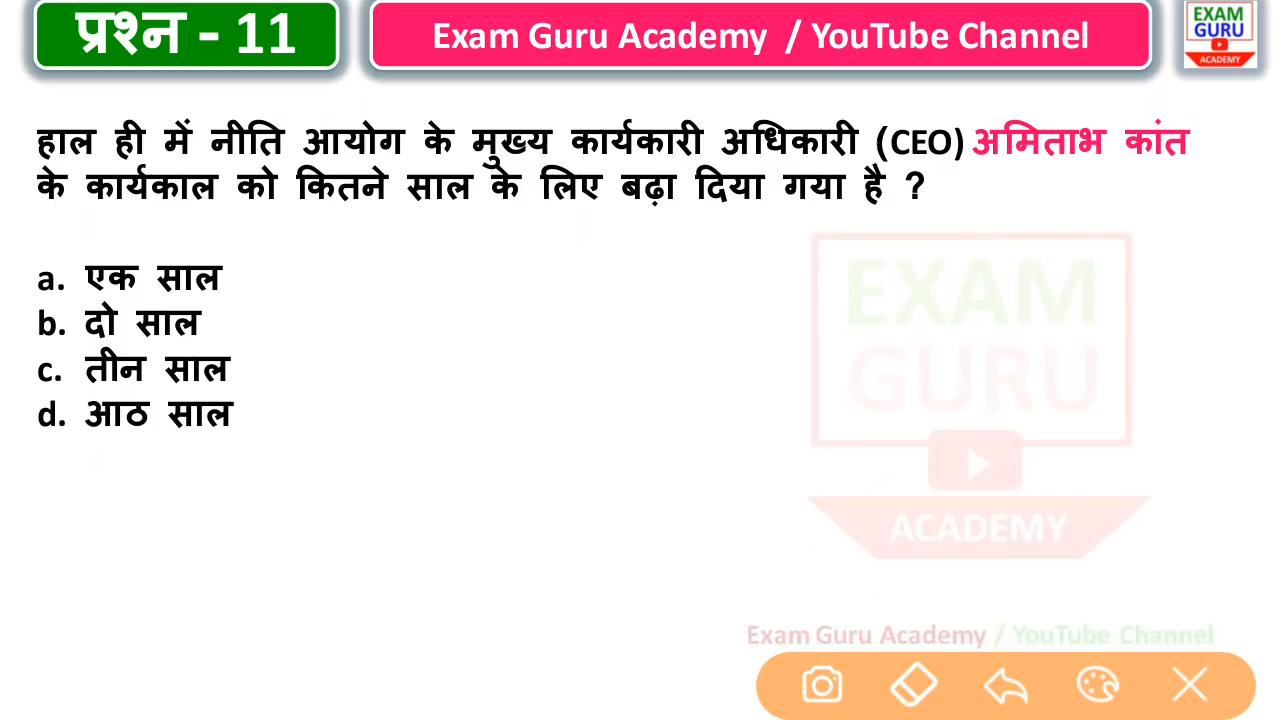 प्रश्न - 11
Exam Guru Academy / YouTube Channel
EXAM
GURU
ACADEMY
हाल ही में नीति आयोग के मुख्य कार्यकारी अधिकारी (CEO) अमिताभ कांत
के कार्यकाल को कितने साल के लिए बढ़ा दिया गया है ?
a. एक साल
b. दो साल
c. तीन साल
d. आठ साल
EXAM
GURU
ACADEMY
Exam Guru Academy / YouTube Channel